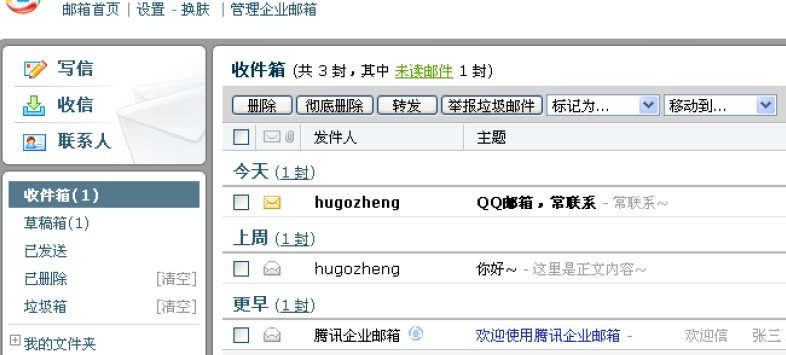 邮箱首页 | 设置 - 换肤 | 管理企业邮箱
写信
收信
联系人
收件箱(1)
草稿箱(1)
已发送
已删除 [清空]
垃圾箱 [清空]
我的文件夹
收件箱 (共 3 封，其中 未读邮件 1 封)
删除 彻底删除 转发 举报垃圾邮件 标记为... 移动到...
发件人 主题
今天 (1 封)
hugozheng QQ邮箱，常联系 - 常联系~
上周 (1 封)
hugozheng 你好~ - 这里是正文内容~
更早 (1 封)
腾讯企业邮箱 欢迎使用腾讯企业邮箱 - 欢迎信 张三